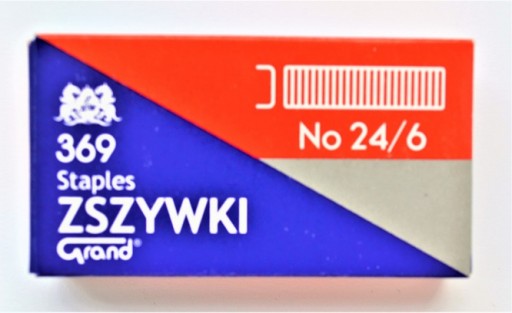 No 24/6
369
Staples
ZSZYWKI
Grand®